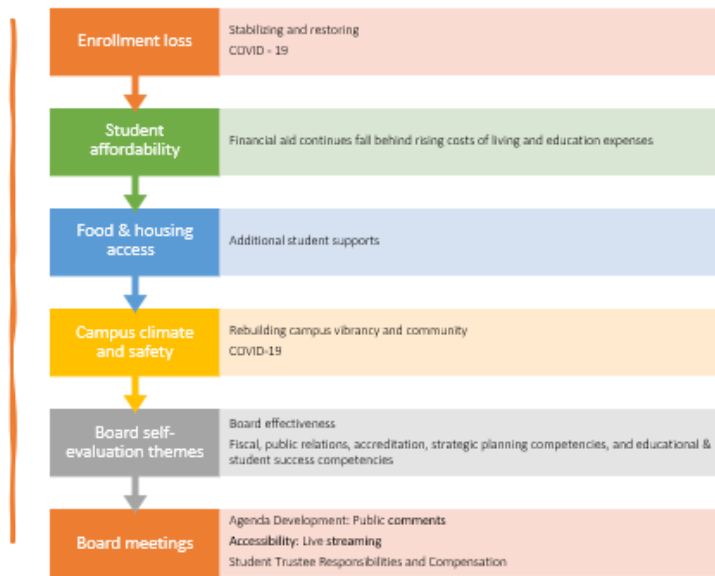 Enrollment loss
Stabilizing and restoring
COVID - 19
Student
affordability
Financial aid continues fall behind rising costs of living and education expenses
Food & housing
access
Additional student supports
Campus climate
and safety
Rebuilding campus vibrancy and community
COVID-19
Board self-
evaluation themes
Board effectiveness
Fiscal, public relations, accreditation, strategic planning competencies, and educational &
student success competencies
Board meetings
Agenda Development: Public comments
Accessibility: Live streaming
Student Trustee Responsibilities and Compensation